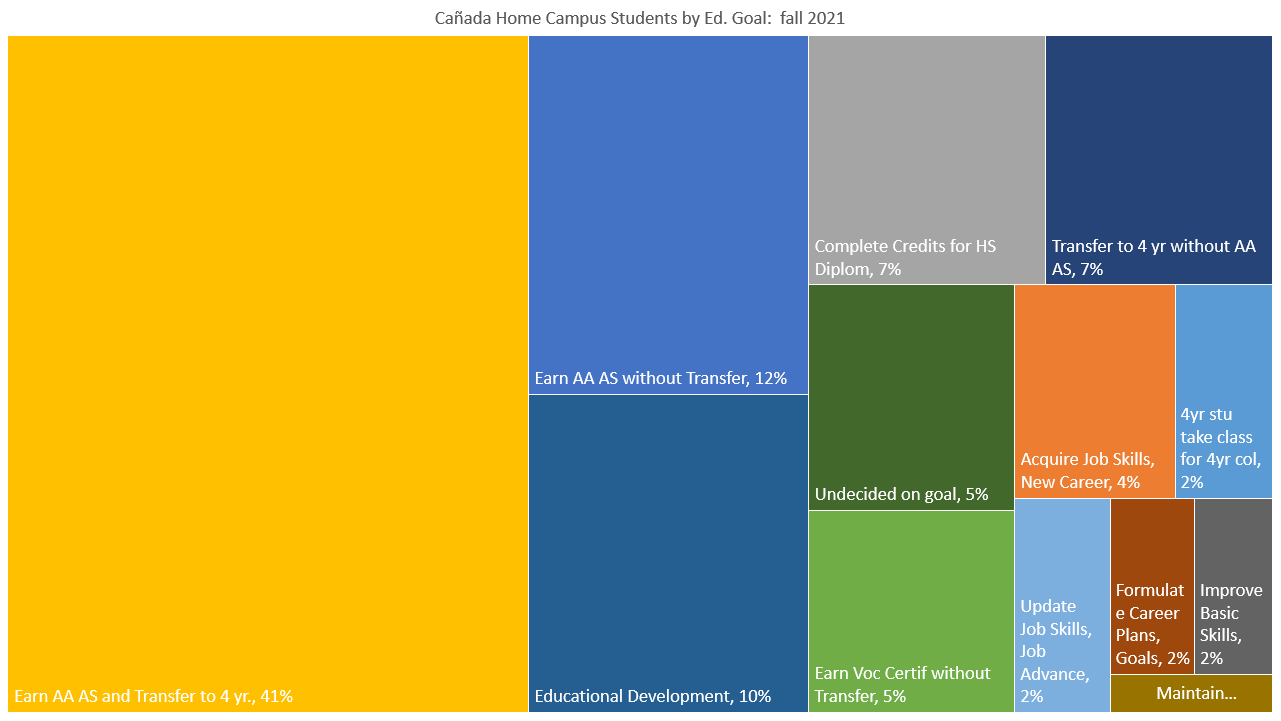 Cañada Home Campus Students by Ed. Goal:  fall 2021
Earn AA AS and Transfer to 4 yr., 41%
Earn AA AS without Transfer, 12%
Educational Development, 10%
Complete Credits for HS
Diplom, 7%
Transfer to 4 yr without AA
AS, 7%
Undecided on goal, 5%
Earn Voc Certif without
Transfer, 5%
Acquire Job Skills,
New Career, 4%
4yr stu
take class
for 4yr col,
2%
Update
Job Skills,
Job
Advance,
2%
Formulat
e Career
Plans,
Goals, 2%
Improve
Basic
Skills,
2%
Maintain...